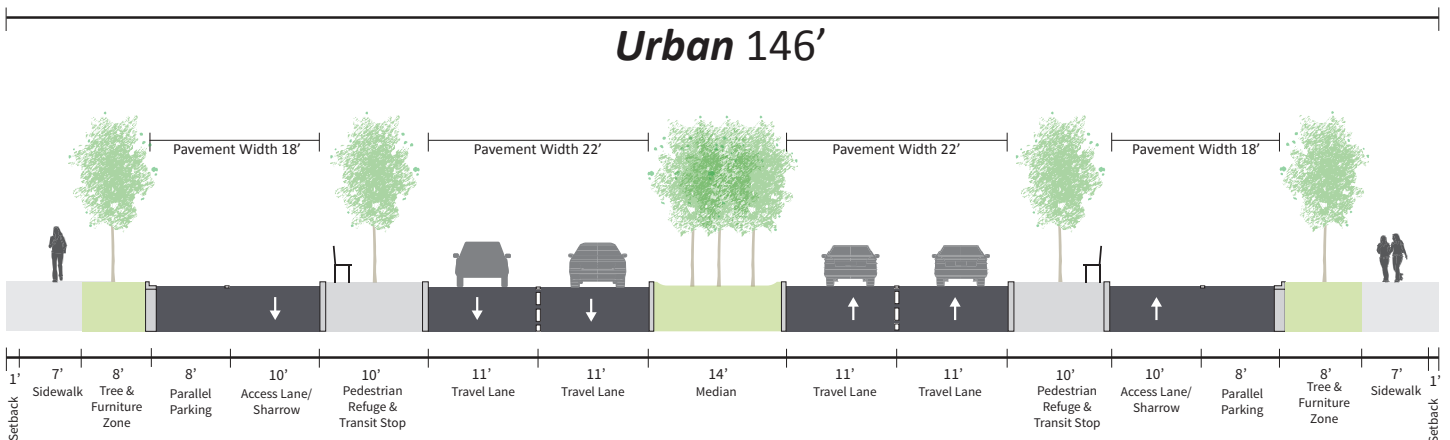 Urban 146’
Pavement Width 18’
Pavement Width 22’
Pavement Width 22’
Pavement Width 18’
1’
Setback
7’
Sidewalk
8’
Tree &
Furniture
Zone
8’
Parallel
Parking
10’
Access Lane/
Sharrow
10’
Pedestrian
Refuge &
Transit Stop
11’
Travel Lane
11’
Travel Lane
14’
Median
11’
Travel Lane
11’
Travel Lane
10’
Pedestrian
Refuge &
Transit Stop
10’
Access Lane/
Sharrow
8’
Parallel
Parking
8’
Tree &
Furniture
Zone
7’
Sidewalk
1’
Setback